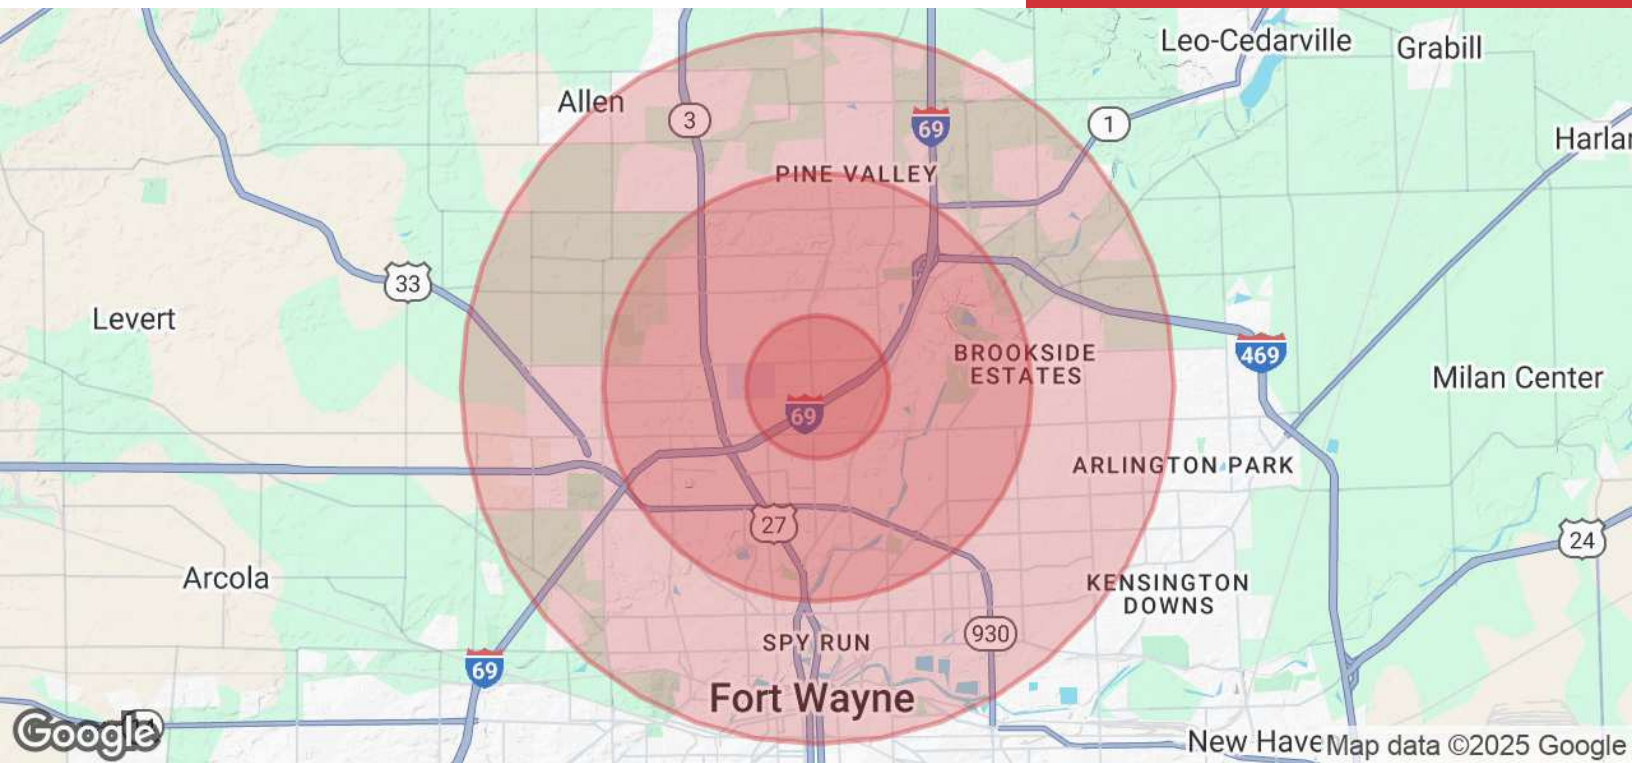 Leo-Cedarville
Grabill
Allen
3
69
1
Harlan
PINE VALLEY
33
Levert
BROOKSIDE
ESTATES
469
Milan Center
69
ARLINGTON PARK
27
24
Arcola
KENSINGTON
DOWNS
930
SPY RUN
69
Fort Wayne
Google
New Have
Map data ©2025 Google